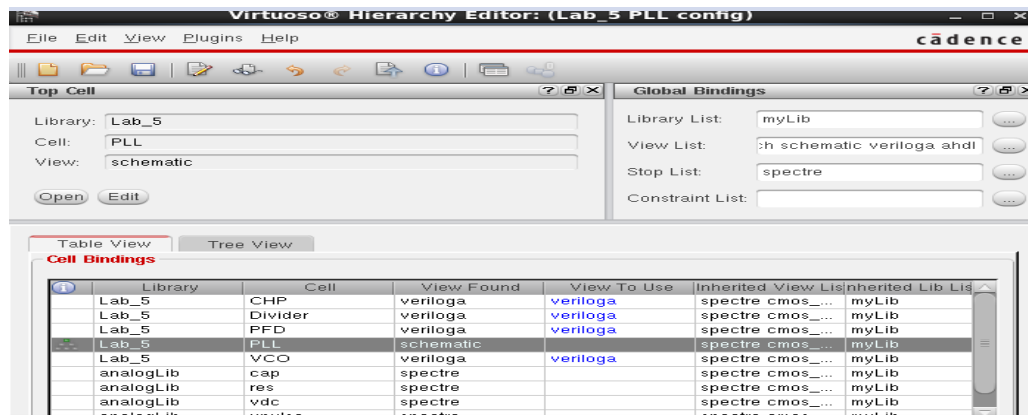 Virtuoso® Hierarchy Editor: (Lab_5 PLL config)
File Edit View Plugins Help cādence
Top Cell
Library: Lab_5
Cell: PLL
View: schematic
Open Edit
Global Bindings
Library List: myLib
View List: :h schematic veriloga ahdl
Stop List: spectre
Constraint List:
Table View Tree View
Cell Bindings
Library Cell View Found View To Use Inherited View Lis nherited Lib Lis
Lab_5 CHP veriloga veriloga spectre cmos_... myLib
Lab_5 Divider veriloga veriloga spectre cmos_... myLib
Lab_5 PFD veriloga veriloga spectre cmos_... myLib
Lab_5 PLL schematic spectre cmos_... myLib
Lab_5 VCO veriloga veriloga spectre cmos_... myLib
analogLib cap spectre spectre cmos_... myLib
analogLib res spectre spectre cmos_... myLib
analogLib vdc spectre spectre cmos_... myLib